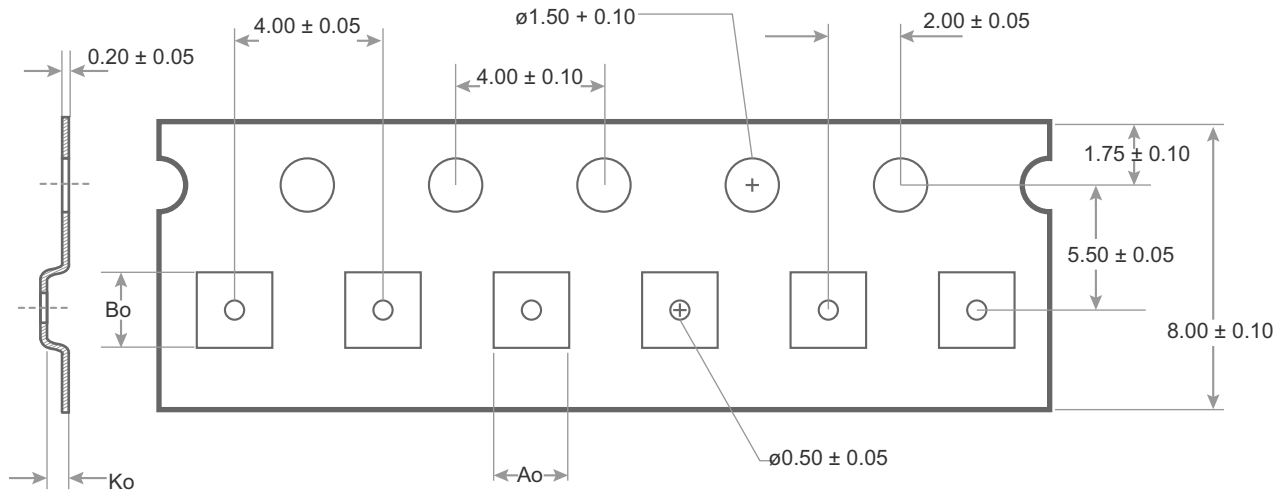 ø1.50 + 0.10
4.00 ± 0.05
2.00 ± 0.05
0.20 ± 0.05
4.00 ± 0.10
1.75 ± 0.10
5.50 ± 0.05
Bo
8.00 ± 0.10
ø0.50 ± 0.05
Ao
Ko